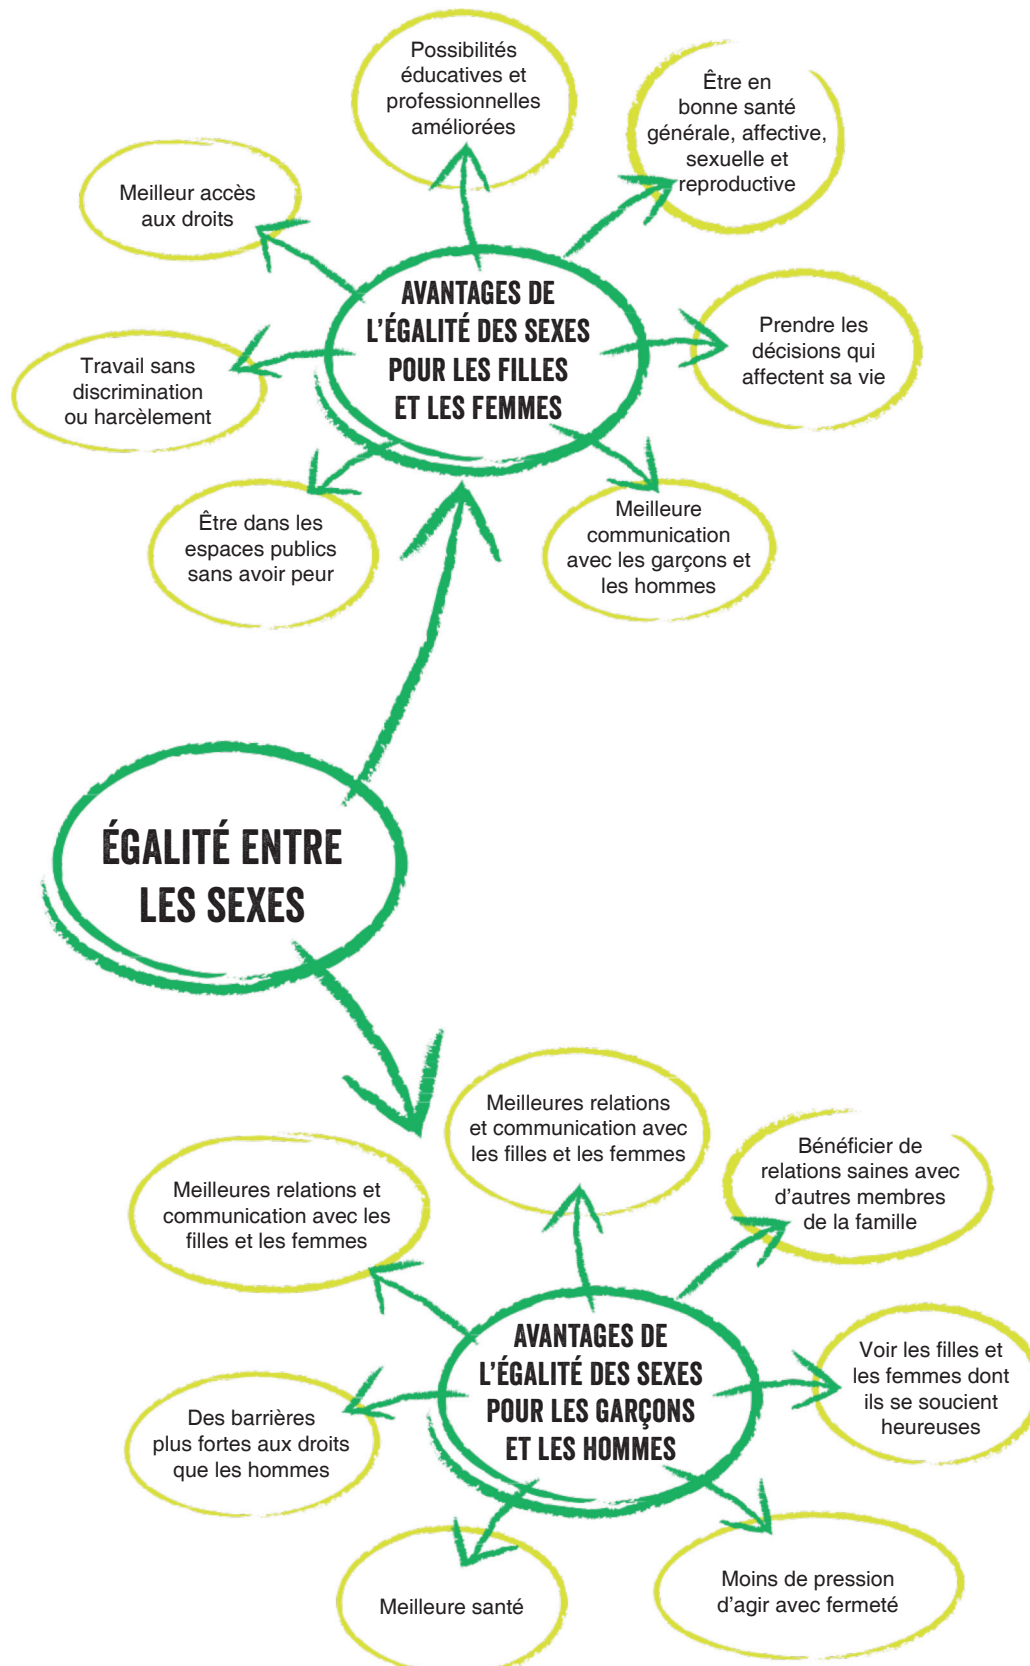 Possibilités
éducatives et
professionnelles
améliorées
Être en
bonne santé
générale, affective,
sexuelle et
reproductive
Meilleur accès
aux droits
AVANTAGES DE
L’ÉGALITÉ DES SEXES
POUR LES FILLES
ET LES FEMMES
Prendre les
décisions qui
affectent sa vie
Travail sans
discrimination
ou harcèlement
Être dans les
espaces publics
sans avoir peur
Meilleure
communication
avec les garçons et
les hommes
ÉGALITÉ ENTRE
LES SEXES
Meilleures relations
et communication avec
les filles et les femmes
Bénéficier de
relations saines avec
d’autres membres
de la famille
Meilleures relations et
communication avec les
filles et les femmes
AVANTAGES DE
L’ÉGALITÉ DES SEXES
POUR LES GARÇONS
ET LES HOMMES
Voir les filles et
les femmes dont
ils se soucient
heureuses
Des barrières
plus fortes aux droits
que les hommes
Meilleure santé
Moins de pression
d’agir avec fermeté